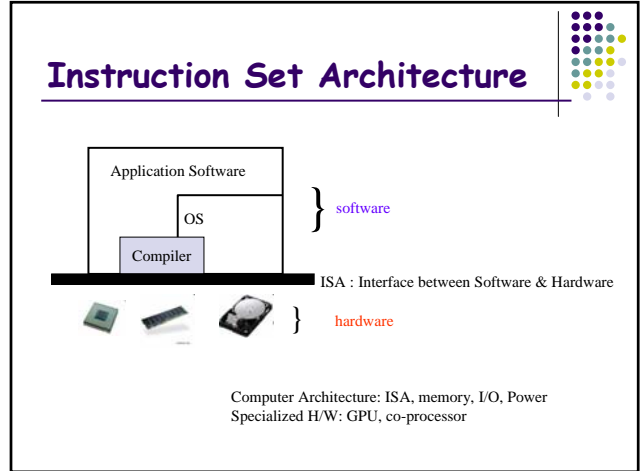 Instruction Set Architecture
Application Software
OS
Compiler
} software
ISA : Interface between Software & Hardware
} hardware
Computer Architecture: ISA, memory, I/O, Power
Specialized H/W: GPU, co-processor